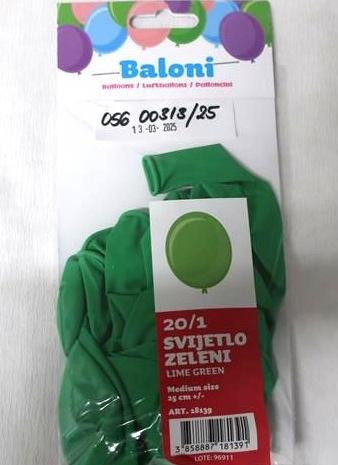 Baloni
Balloons / Luftballons / Palloncini
056 00313/25
13 -03- 2025
20/1
SVIJETLO
ZELENI
LIME GREEN
Medium size
25 cm +/-
ART. 18139
3 858887 181391
LOTE: 96911